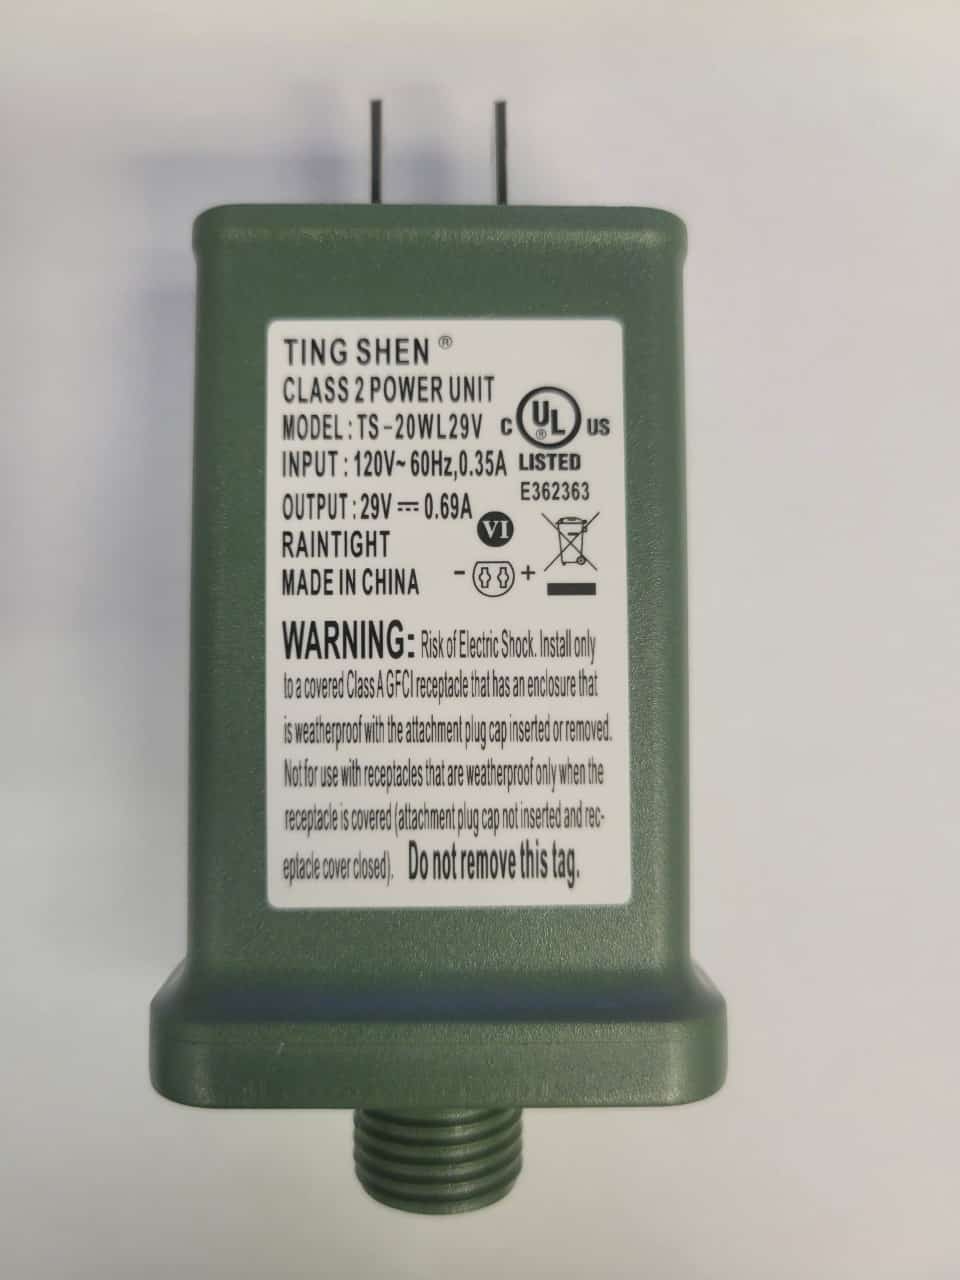 TING SHEN ®
CLASS 2 POWER UNIT
MODEL : TS-20WL29V
C UL ® US
INPUT : 120V~ 60Hz,0.35A
LISTED
E362363
OUTPUT : 29V ⎓ 0.69A
VI
RAINTIGHT
MADE IN CHINA
- +
WARNING: Risk of Electric Shock. Install only
to a covered Class A GFCI receptacle that has an enclosure that
is weatherproof with the attachment plug cap inserted or removed.
Not for use with receptacles that are weatherproof only when the
receptacle is covered (attachment plug cap not inserted and rec-
eptacle cover closed). Do not remove this tag.